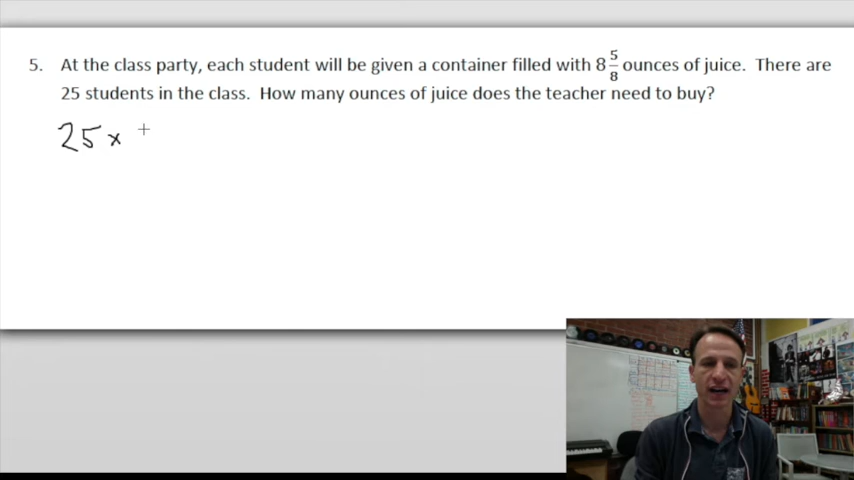 5. At the class party, each student will be given a container filled with 8 5/8 ounces of juice. There are
25 students in the class. How many ounces of juice does the teacher need to buy?
25 x